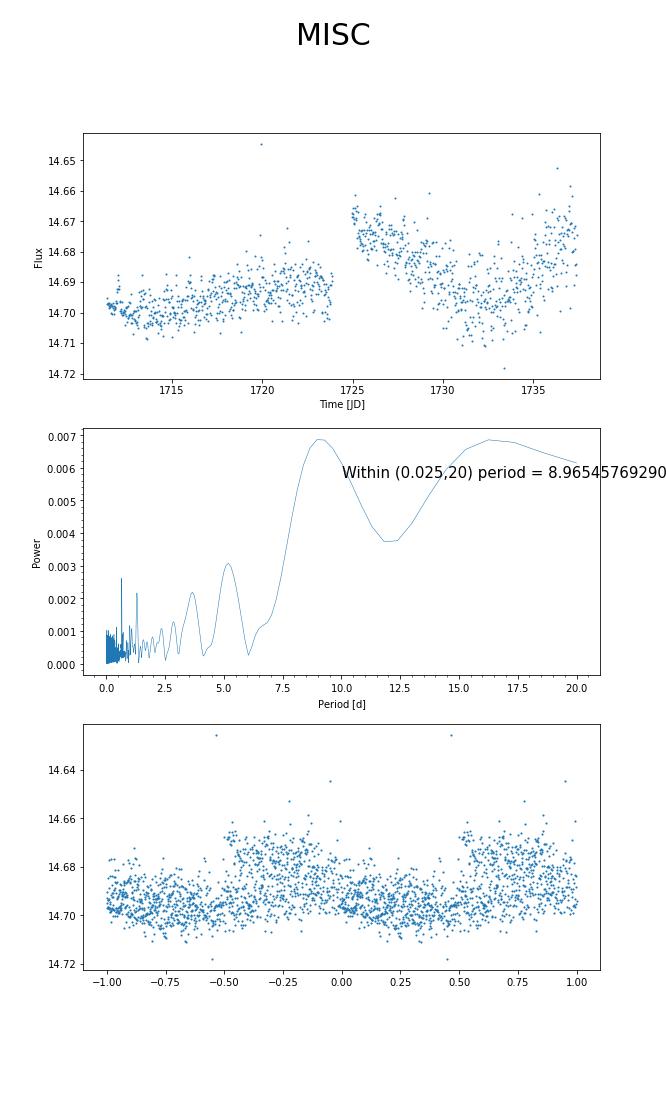 MISC
14.65
14.66
14.67
14.68
14.69
14.70
14.71
14.72
Flux
1715 1720 1725 1730 1735
Time [JD]
0.007
0.006
0.005
0.004
0.003
0.002
0.001
0.000
Power
Within (0.025,20) period = 8.96545769290
0.0 2.5 5.0 7.5 10.0 12.5 15.0 17.5 20.0
Period [d]
14.64
14.66
14.68
14.70
14.72
−1.00 −0.75 −0.50 −0.25 0.00 0.25 0.50 0.75 1.00